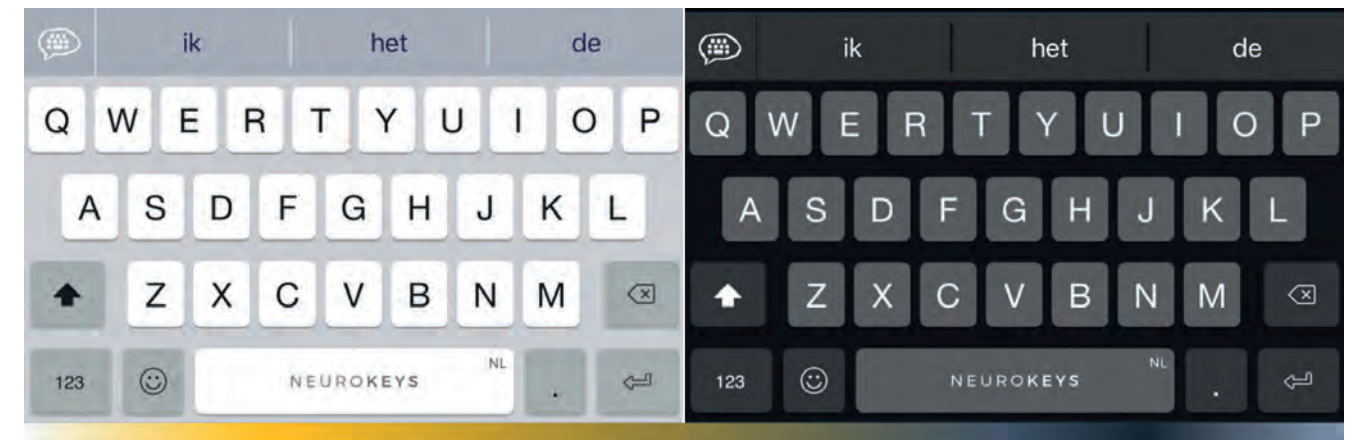 ik het de ik het de
Q W E R T Y U I O P Q W E R T Y U I O P
A S D F G H J K L A S D F G H J K L
Z X C V B N M Z X C V B N M
123 NEUROKEYS NL . 123 NEUROKEYS NL .